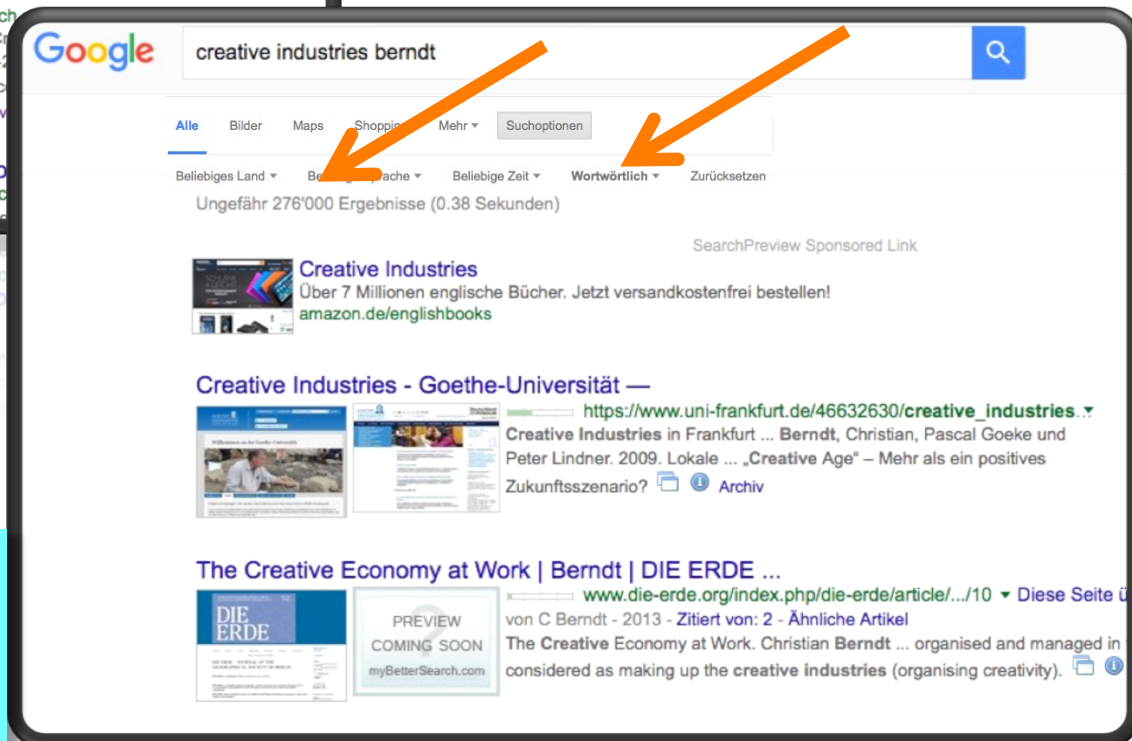 Google
creative industries berndt
Alle Bilder Maps Shopping Mehr Suchoptionen
Beliebiges Land Beliebige Zeit Wortwörtlich Zurücksetzen
Ungefähr 276'000 Ergebnisse (0.38 Sekunden)
SearchPreview Sponsored Link
Creative Industries
Über 7 Millionen englische Bücher. Jetzt versandkostenfrei bestellen!
amazon.de/englishbooks
Creative Industries - Goethe-Universität —
https://www.uni-frankfurt.de/46632630/creative_industries
Creative Industries in Frankfurt ... Berndt, Christian, Pascal Goeke und
Peter Lindner. 2009. Lokale ... „Creative Age" – Mehr als ein positives
Zukunftsszenario? Archiv
The Creative Economy at Work | Berndt | DIE ERDE ...
DIE
ERDE
PREVIEW
COMING SOON
myBetterSearch.com
www.die-erde.org/index.php/die-erde/article/.../10 Diese Seite
von C Berndt - 2013 - Zitiert von: 2 - Ähnliche Artikel
The Creative Economy at Work. Christian Berndt ... organised and managed in
considered as making up the creative industries (organising creativity).